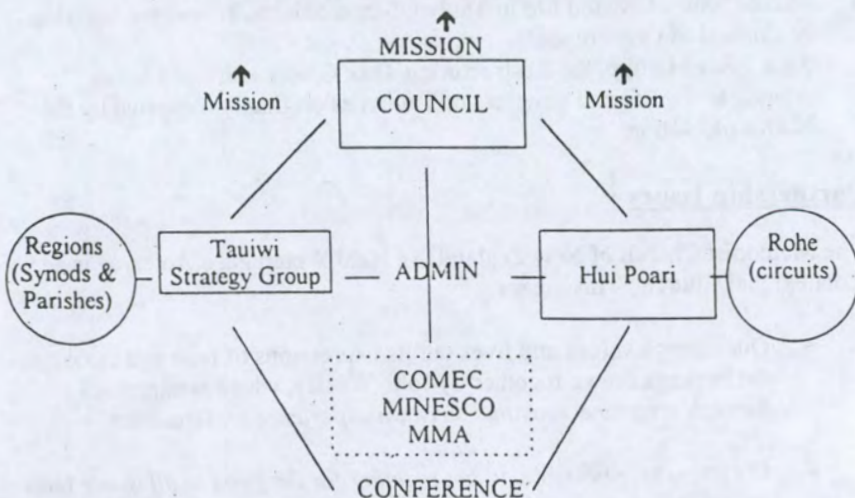 MISSION
Mission
COUNCIL
Mission
Regions
(Synods &
Parishes)
Tauiwi
Strategy Group
ADMIN
Hui Poari
Rohe
(circuits)
COMEC
MINESCO
MMA
CONFERENCE